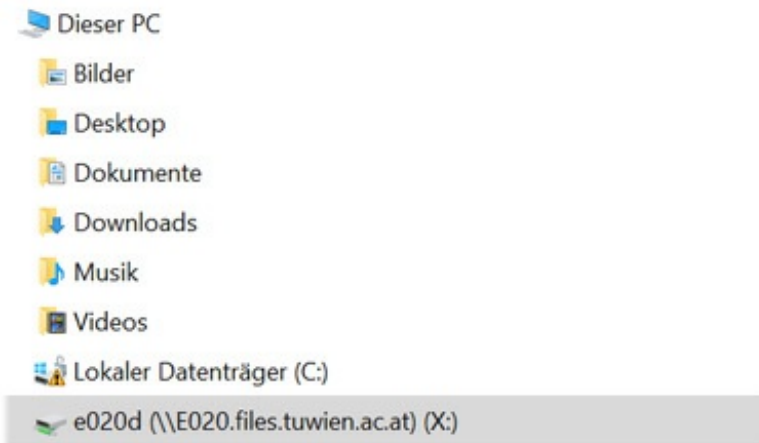 Dieser PC
Bilder
Desktop
Dokumente
Downloads
Musik
Videos
Lokaler Datenträger (C:)
e020d (\\E020.files.tuwien.ac.at) (X:)